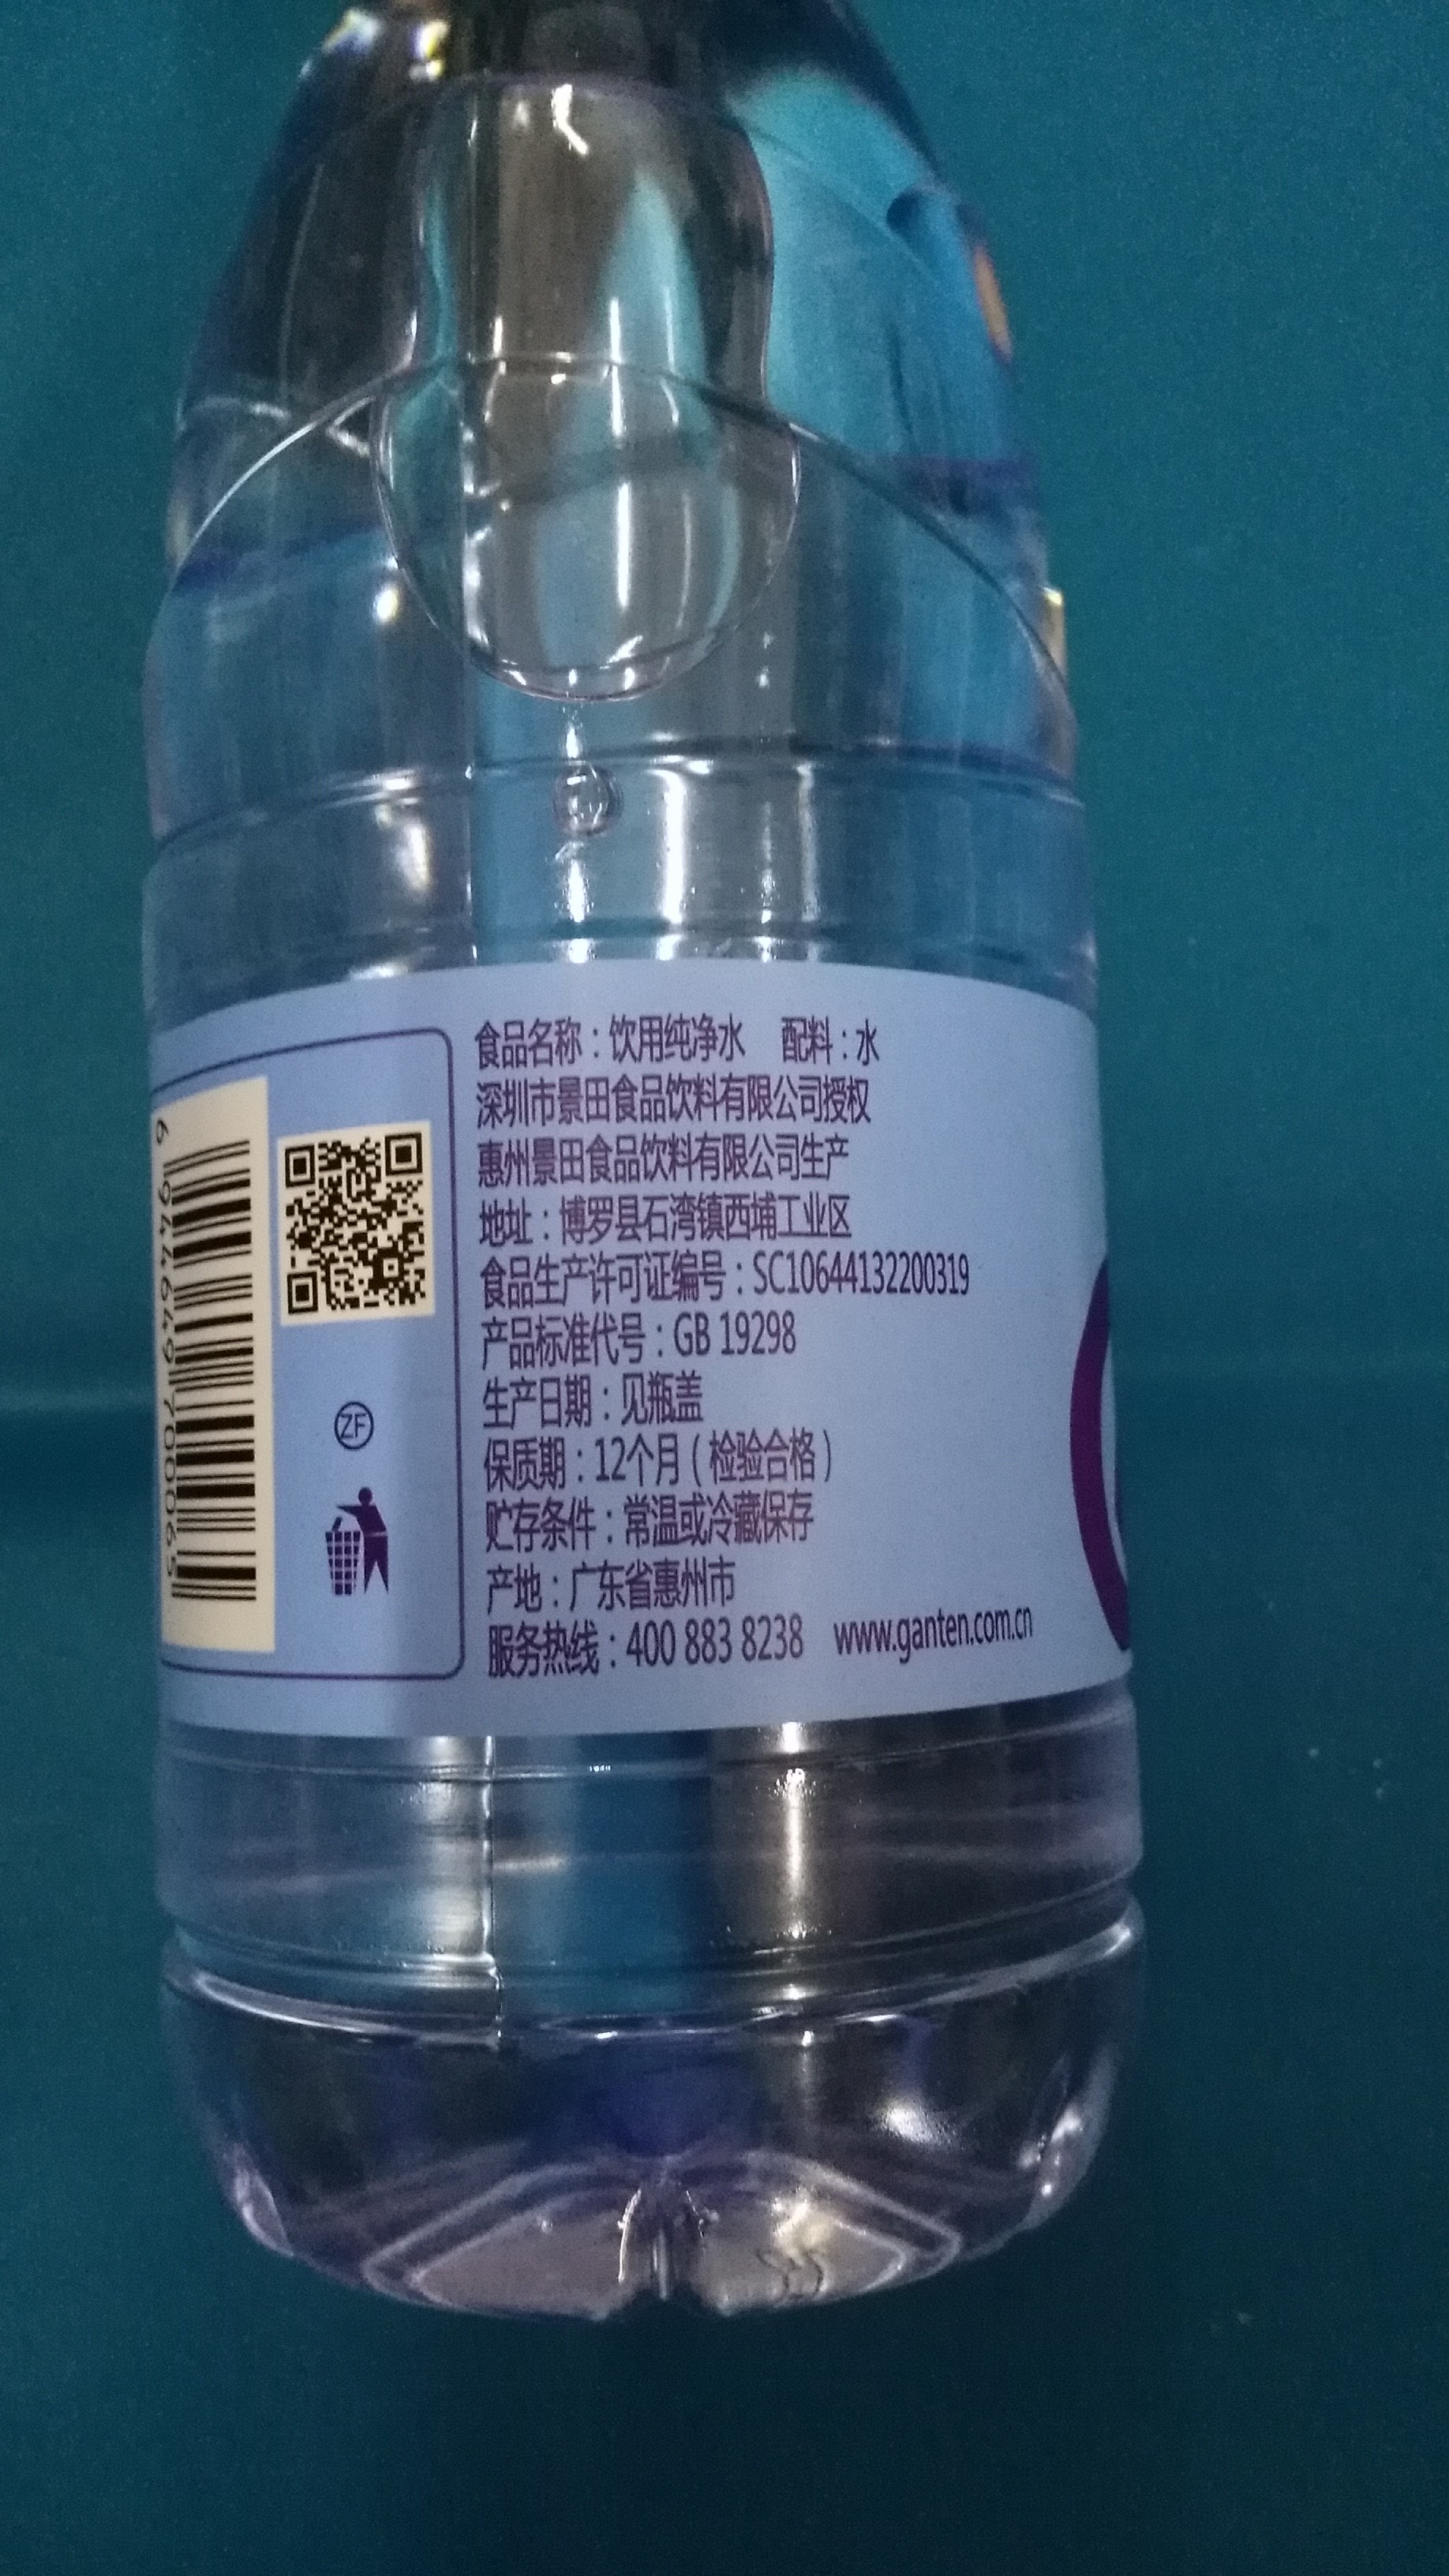 食品名称：饮用纯净水 配料：水
深圳市景田食品饮料有限公司授权
惠州景田食品饮料有限公司生产
地址：博罗县石湾镇西埔工业区
食品生产许可证编号：SC10644132200319
产品标准代号：GB 19298
生产日期：见瓶盖
保质期：12个月（检验合格）
贮存条件：常温或冷藏保存
产地：广东省惠州市
服务热线：400 883 8238 www.ganten.com.cn
6 944649 700065
ZF